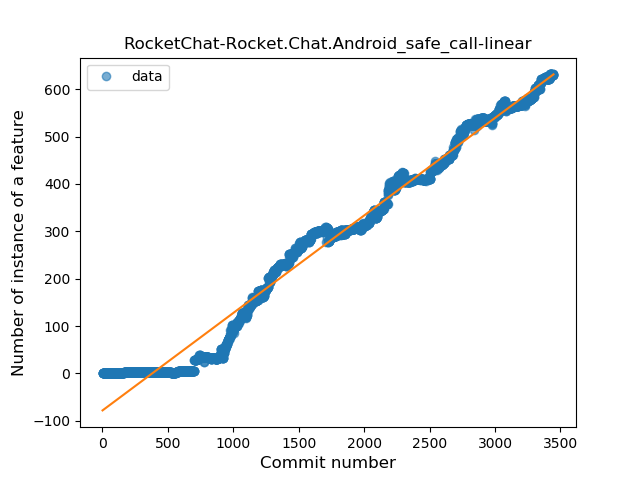 RocketChat-Rocket.Chat.Android_safe_call-linear
data
Number of instance of a feature
600
500
400
300
200
100
0
−100
0 500 1000 1500 2000 2500 3000 3500
Commit number